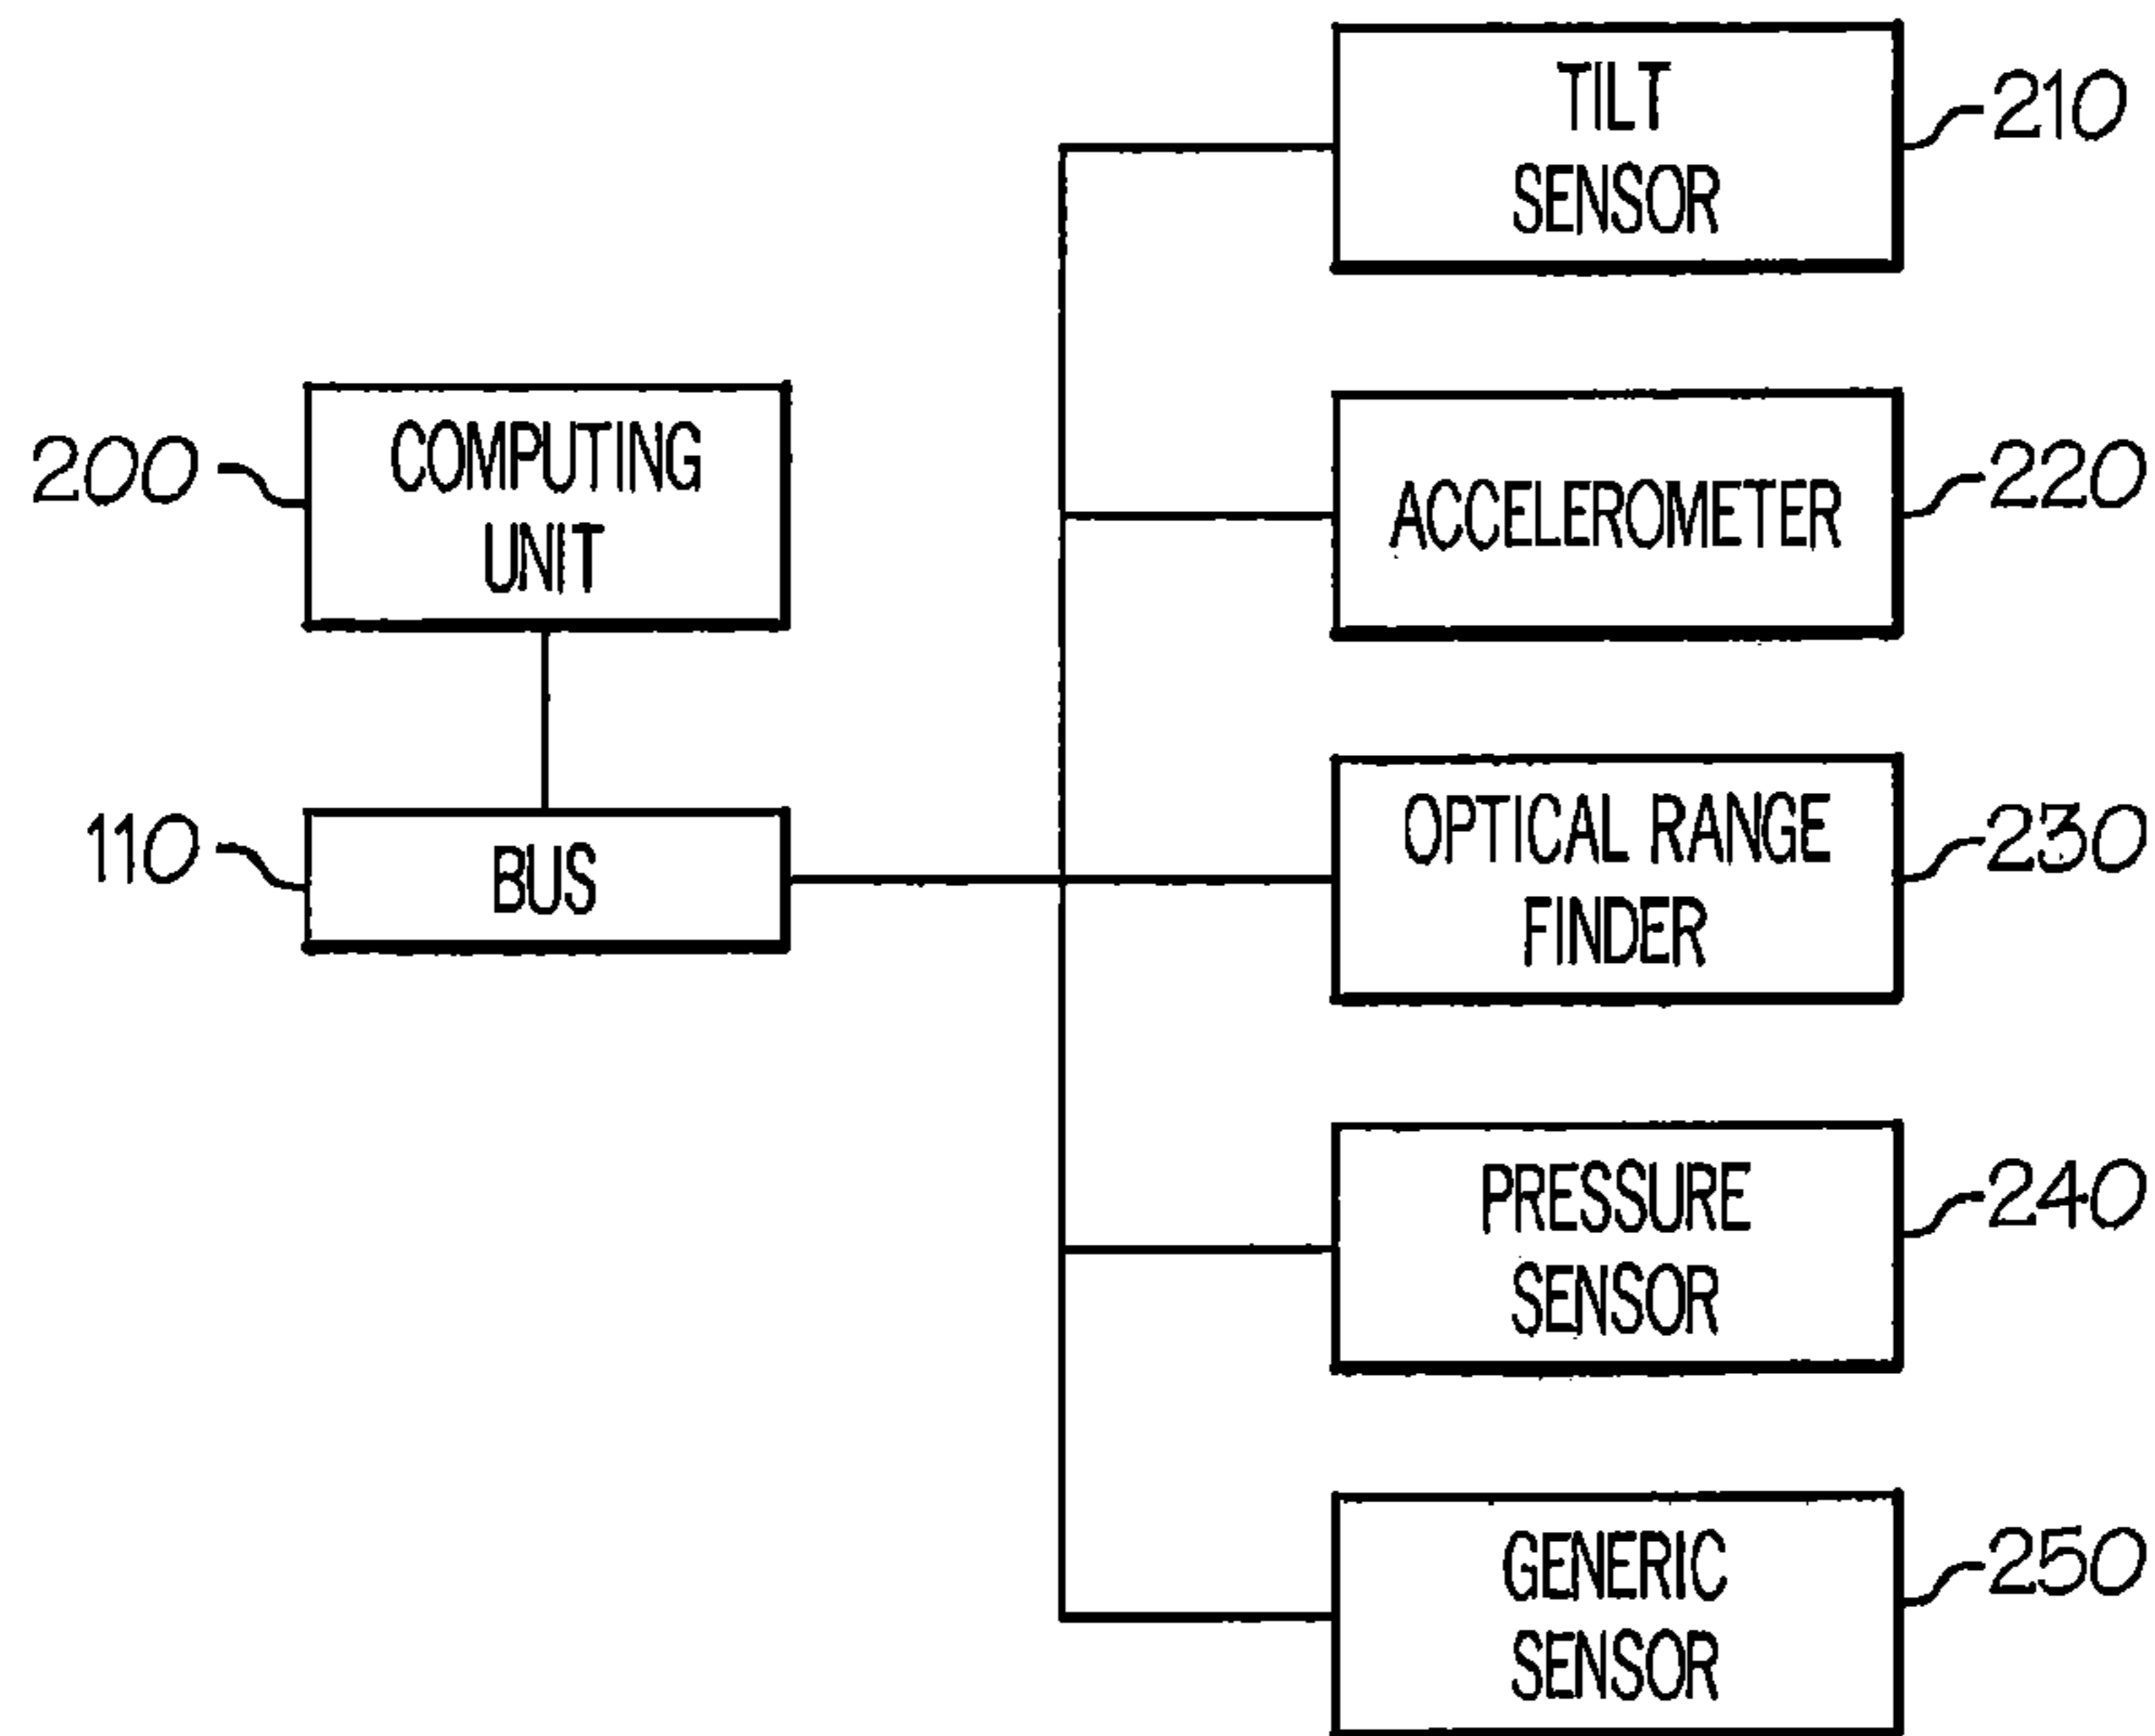 TILT
SENSOR
210
COMPUTING
UNIT
200
ACCELEROMETER
220
BUS
110
OPTICAL RANGE
FINDER
230
PRESSURE
SENSOR
240
GENERIC
SENSOR
250